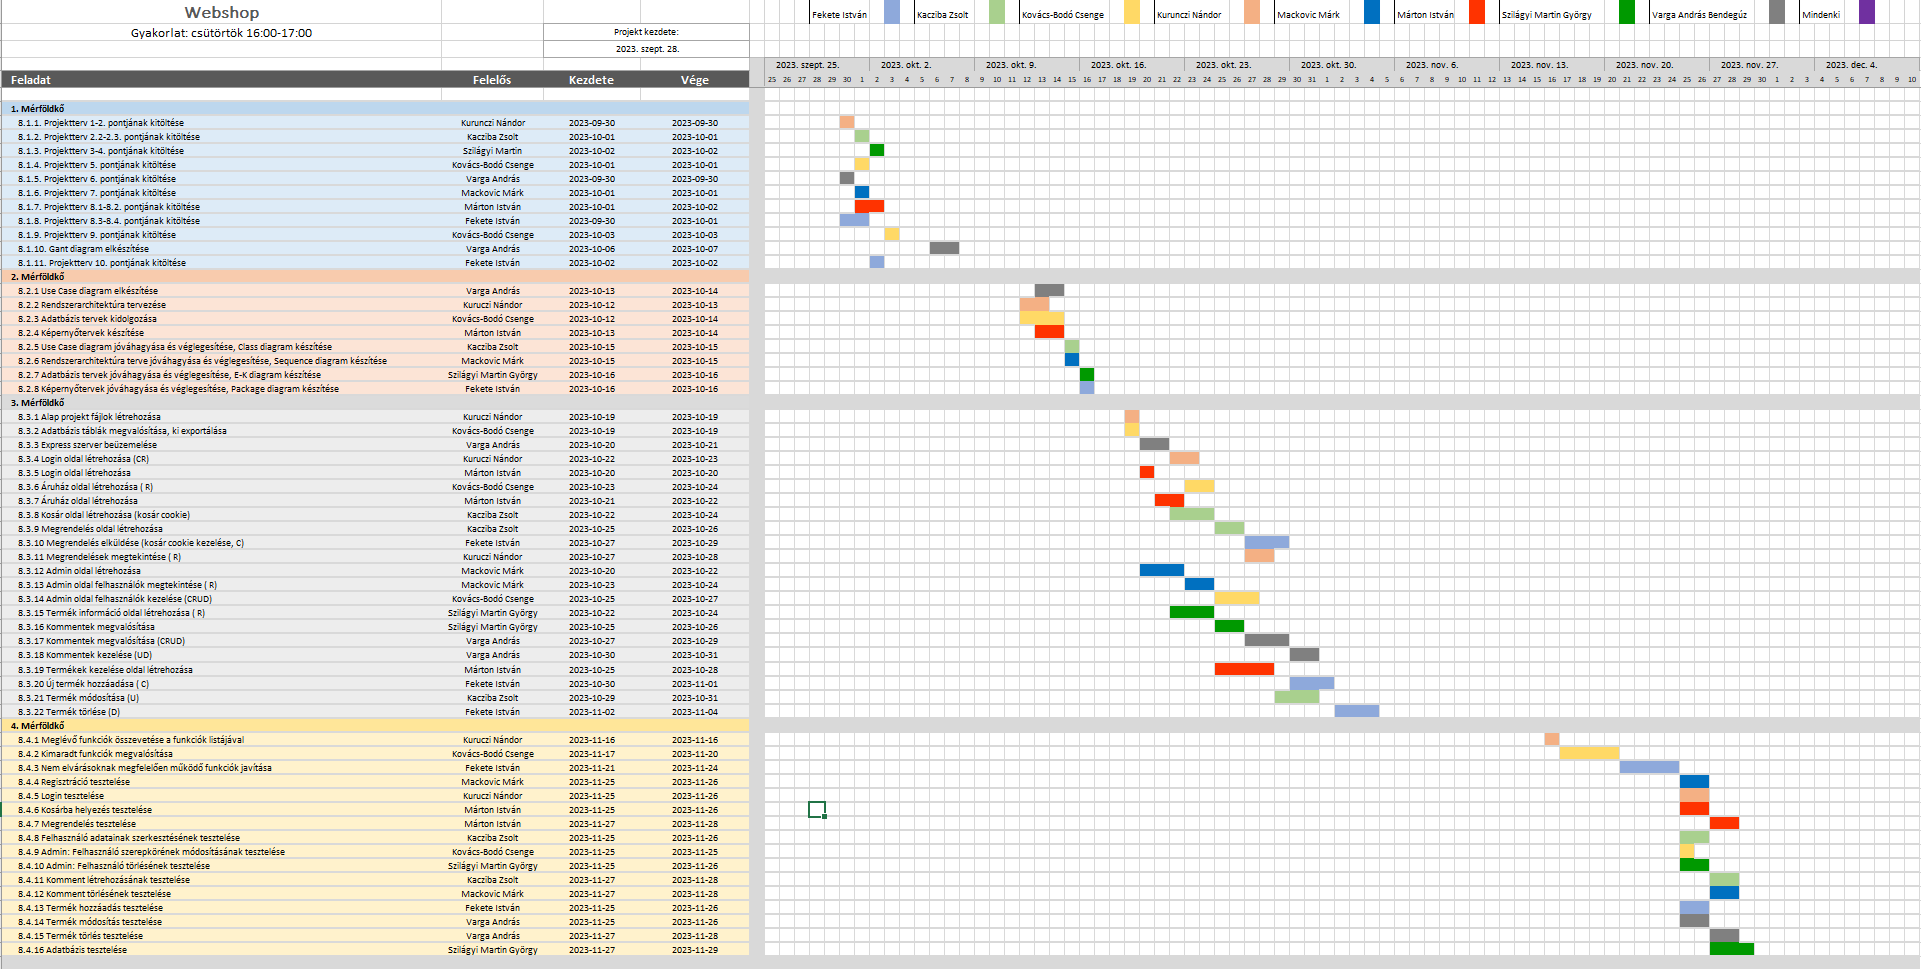 Webshop
Fekete István Kacziba Zsolt Kovács-Bodó Csenge Kurunczi Nándor Mackovic Márk Márton István Szilágyi Martin György Varga András Bendegúz Mindenki
Gyakorlat: csütörtök 16:00-17:00 Projekt kezdete:
2023. szept. 28.
2023. szept. 25. 2023. okt. 2. 2023. okt. 9. 2023. okt. 16. 2023. okt. 23. 2023. okt. 30. 2023. nov. 6. 2023. nov. 13. 2023. nov. 20. 2023. nov. 27. 2023. dec. 4.
Feladat Felelős Kezdete Vége 25 26 27 28 29 30 1 2 3 4 5 6 7 8 9 10 11 12 13 14 15 16 17 18 19 20 21 22 23 24 25 26 27 28 29 30 31 1 2 3 4 5 6 7 8 9 10 11 12 13 14 15 16 17 18 19 20 21 22 23 24 25 26 27 28 29 30 1 2 3 4 5 6 7 8 9 10
1. Mérföldkő
8.1.1. Projektterv 1-2. pontjának kitöltése Kurunczi Nándor 2023-09-30 2023-09-30
8.1.2. Projektterv 2.2-2.3. pontjának kitöltése Kacziba Zsolt 2023-10-01 2023-10-01
8.1.3. Projektterv 3-4. pontjának kitöltése Szilágyi Martin 2023-10-02 2023-10-02
8.1.4. Projektterv 5. pontjának kitöltése Kovács-Bodó Csenge 2023-10-01 2023-10-01
8.1.5. Projektterv 6. pontjának kitöltése Varga András 2023-09-30 2023-09-30
8.1.6. Projektterv 7. pontjának kitöltése Mackovic Márk 2023-10-01 2023-10-01
8.1.7. Projektterv 8.1-8.2. pontjának kitöltése Márton István 2023-10-01 2023-10-02
8.1.8. Projektterv 8.3-8.4. pontjának kitöltése Fekete István 2023-09-30 2023-10-01
8.1.9. Projektterv 9. pontjának kitöltése Kovács-Bodó Csenge 2023-10-03 2023-10-03
8.1.10. Gant diagram elkészítése Varga András 2023-10-06 2023-10-07
8.1.11. Projektterv 10. pontjának kitöltése Fekete István 2023-10-02 2023-10-02
2. Mérföldkő
8.2.1 Use Case diagram elkészítése Varga András 2023-10-13 2023-10-14
8.2.2 Rendszerarchitektúra tervezése Kuruczi Nándor 2023-10-12 2023-10-13
8.2.3 Adatbázis tervek kidolgozása Kovács-Bodó Csenge 2023-10-12 2023-10-14
8.2.4 Képernyőtervek készítése Márton István 2023-10-13 2023-10-14
8.2.5 Use Case diagram jóváhagyása és véglegesítése, Class diagram készítése Kacziba Zsolt 2023-10-15 2023-10-15
8.2.6 Rendszerarchitektúra terve jóváhagyása és véglegesítése, Sequence diagram készítése Mackovic Márk 2023-10-15 2023-10-15
8.2.7 Adatbázis tervek jóváhagyása és véglegesítése, E-K diagram készítése Szilágyi Martin György 2023-10-16 2023-10-16
8.2.8 Képernyőtervek jóváhagyása és véglegesítése, Package diagram készítése Fekete István 2023-10-16 2023-10-16
3. Mérföldkő
8.3.1 Alap projekt fájlok létrehozása Kuruczi Nándor 2023-10-19 2023-10-19
8.3.2 Adatbázis táblák megvalósítása, ki exportálása Kovács-Bodó Csenge 2023-10-19 2023-10-19
8.3.3 Express szerver beüzemelése Varga András 2023-10-20 2023-10-21
8.3.4 Login oldal létrehozása (CR) Kuruczi Nándor 2023-10-22 2023-10-23
8.3.5 Login oldal létrehozása Márton István 2023-10-20 2023-10-20
8.3.6 Áruház oldal létrehozása ( R) Kovács-Bodó Csenge 2023-10-23 2023-10-24
8.3.7 Áruház oldal létrehozása Márton István 2023-10-21 2023-10-22
8.3.8 Kosár oldal létrehozása (kosár cookie) Kacziba Zsolt 2023-10-22 2023-10-24
8.3.9 Megrendelés oldal létrehozása Kacziba Zsolt 2023-10-25 2023-10-26
8.3.10 Megrendelés elküldése (kosár cookie kezelése, C) Fekete István 2023-10-27 2023-10-29
8.3.11 Megrendelések megtekintése ( R) Kuruczi Nándor 2023-10-27 2023-10-28
8.3.12 Admin oldal létrehozása Mackovic Márk 2023-10-20 2023-10-22
8.3.13 Admin oldal felhasználók megtekintése ( R) Mackovic Márk 2023-10-23 2023-10-24
8.3.14 Admin oldal felhasználók kezelése (CRUD) Kovács-Bodó Csenge 2023-10-25 2023-10-27
8.3.15 Termék információ oldal létrehozása ( R) Szilágyi Martin György 2023-10-22 2023-10-24
8.3.16 Kommentek megvalósítása Szilágyi Martin György 2023-10-25 2023-10-26
8.3.17 Kommentek megvalósítása (CRUD) Varga András 2023-10-27 2023-10-29
8.3.18 Kommentek kezelése (UD) Varga András 2023-10-30 2023-10-31
8.3.19 Termékek kezelése oldal létrehozása Márton István 2023-10-25 2023-10-28
8.3.20 Új termék hozzáadása ( C) Fekete István 2023-10-30 2023-11-01
8.3.21 Termék módosítása (U) Kacziba Zsolt 2023-10-29 2023-10-31
8.3.22 Termék törlése (D) Fekete István 2023-11-02 2023-11-04
4. Mérföldkő
8.4.1 Meglévő funkciók összevetése a funkciók listájával Kuruczi Nándor 2023-11-16 2023-11-16
8.4.2 Kimaradt funkciók megvalósítása Kovács-Bodó Csenge 2023-11-17 2023-11-20
8.4.3 Nem elvárásoknak megfelelően működő funkciók javítása Fekete István 2023-11-21 2023-11-24
8.4.4 Regisztráció tesztelése Mackovic Márk 2023-11-25 2023-11-26
8.4.5 Login tesztelése Kuruczi Nándor 2023-11-25 2023-11-26
8.4.6 Kosárba helyezés tesztelése Márton István 2023-11-25 2023-11-26
8.4.7 Megrendelés tesztelése Márton István 2023-11-27 2023-11-28
8.4.8 Felhasználó adatainak szerkesztésének tesztelése Kacziba Zsolt 2023-11-25 2023-11-26
8.4.9 Admin: Felhasználó szerepkörének módosításának tesztelése Kovács-Bodó Csenge 2023-11-25 2023-11-25
8.4.10 Admin: Felhasználó törlésének tesztelése Szilágyi Martin György 2023-11-25 2023-11-26
8.4.11 Komment létrehozásának tesztelése Kacziba Zsolt 2023-11-27 2023-11-28
8.4.12 Komment törlésének tesztelése Mackovic Márk 2023-11-27 2023-11-28
8.4.13 Termék hozzáadás tesztelése Fekete István 2023-11-25 2023-11-26
8.4.14 Termék módosítás tesztelése Varga András 2023-11-25 2023-11-26
8.4.15 Termék törlés tesztelése Varga András 2023-11-27 2023-11-28
8.4.16 Adatbázis tesztelése Szilágyi Martin György 2023-11-27 2023-11-29